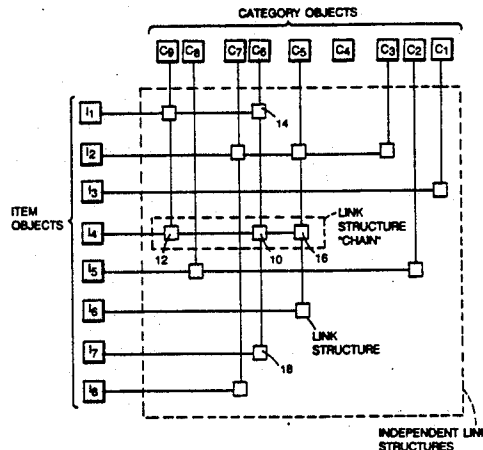 CATEGORY OBJECTS
C9 C8 C7 C6 C5 C4 C3 C2 C1
I1
14
I2
I3
ITEM
OBJECTS
I4
LINK
STRUCTURE
"CHAIN"
12
10
16
I5
I6
LINK
STRUCTURE
I7
18
I8
INDEPENDENT LINK
STRUCTURES